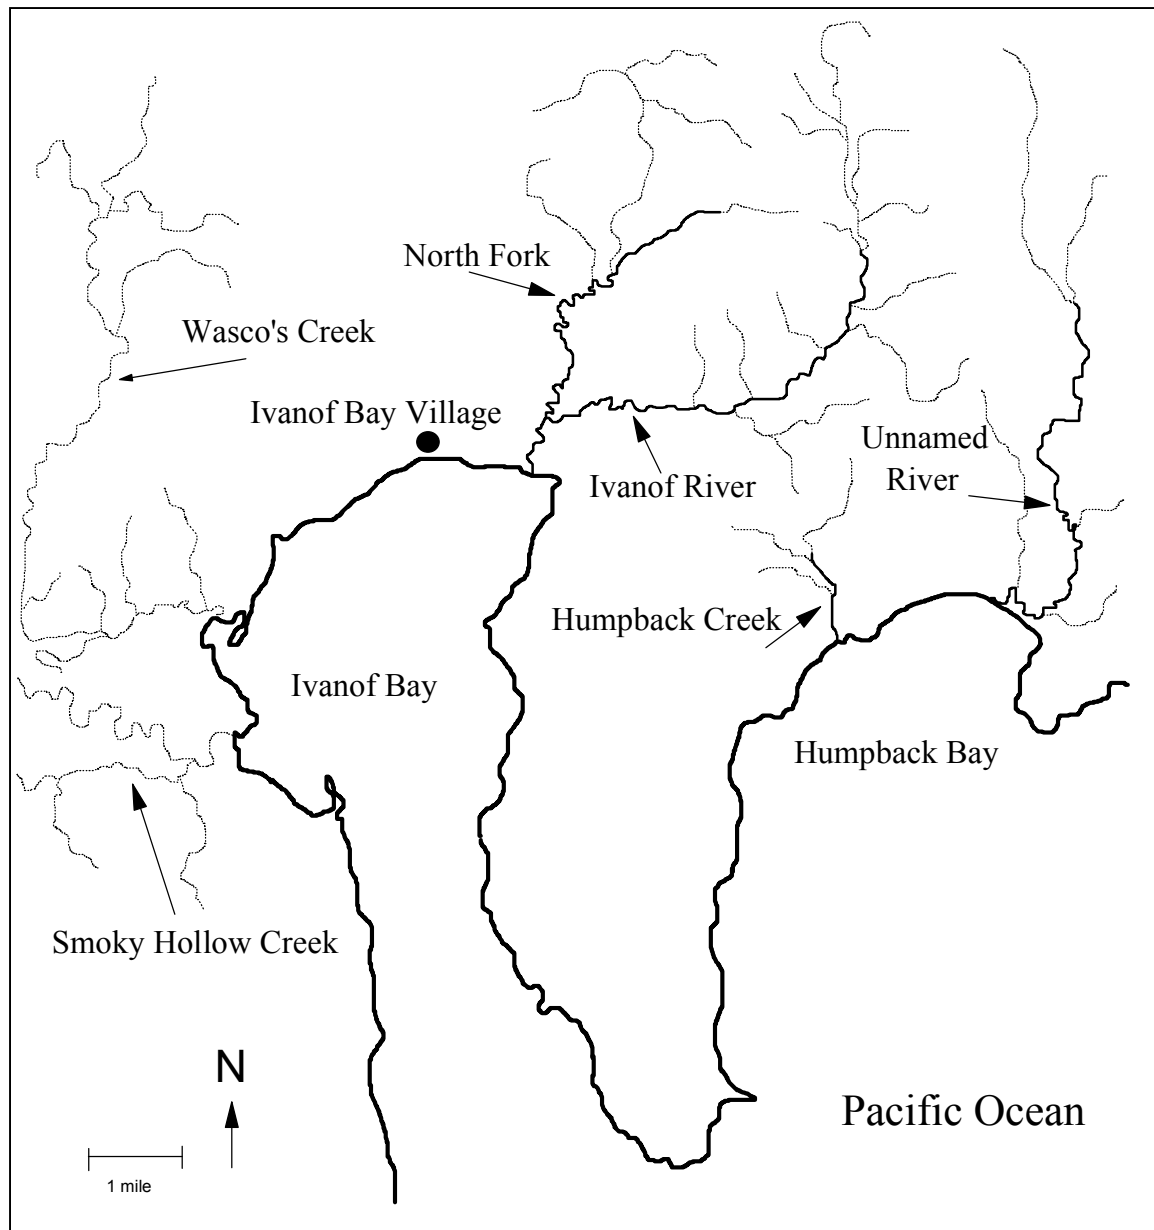 North Fork
Wasco's Creek
Ivanof Bay Village
Unnamed
River
Ivanof River
Humpback Creek
Ivanof Bay
Humpback Bay
Smoky Hollow Creek
N
Pacific Ocean
1 mile